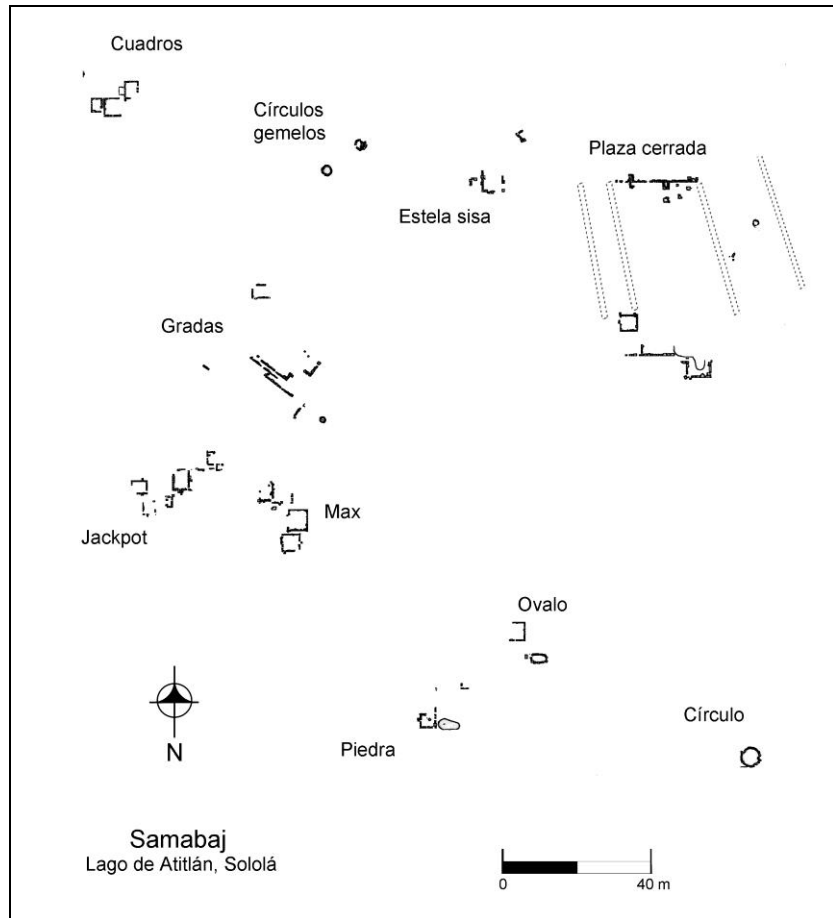 Cuadros
Círculos
gemelos
Plaza cerrada
Estela sisa
Gradas
Jackpot
Max
Ovalo
Piedra
Círculo
N
Samabaj
Lago de Atitlán, Sololá
0 40 m